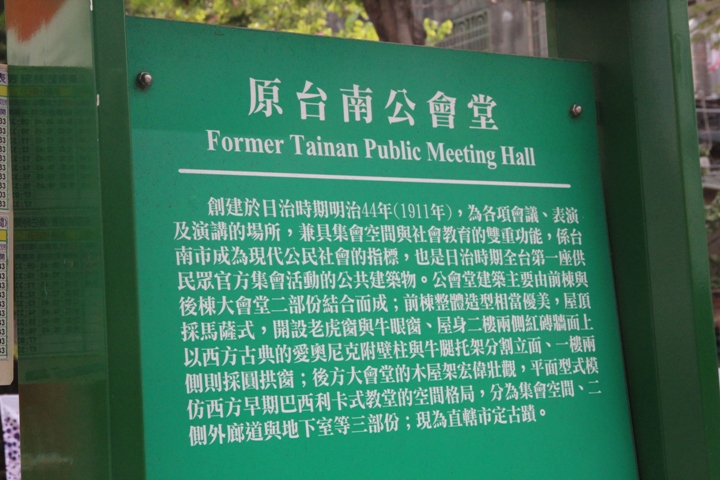 原台南公會堂
Former Tainan Public Meeting Hall
創建於日治時期明治44年(1911年)，為各項會議、表演
及演講的場所，兼具集會空間與社會教育的雙重功能，係台
南市成為現代公民社會的指標，也是日治時期全台第一座供
民眾官方集會活動的公共建築物。公會堂建築主要由前棟與
後棟大會堂二部份結合而成；前棟整體造型相當優美，屋頂
採馬薩式，開設老虎窗與牛眼窗、屋身二樓兩側紅磚牆面上
以西方古典的愛奧尼克附壁柱與牛腿托架分割立面、一樓兩
側則採圓拱窗；後方大會堂的木屋架宏偉壯觀，平面型式模
仿西方早期巴西利卡式教堂的空間格局，分為集會空間、二
側外廊道與地下室等三部份；現為直轄市定古蹟。